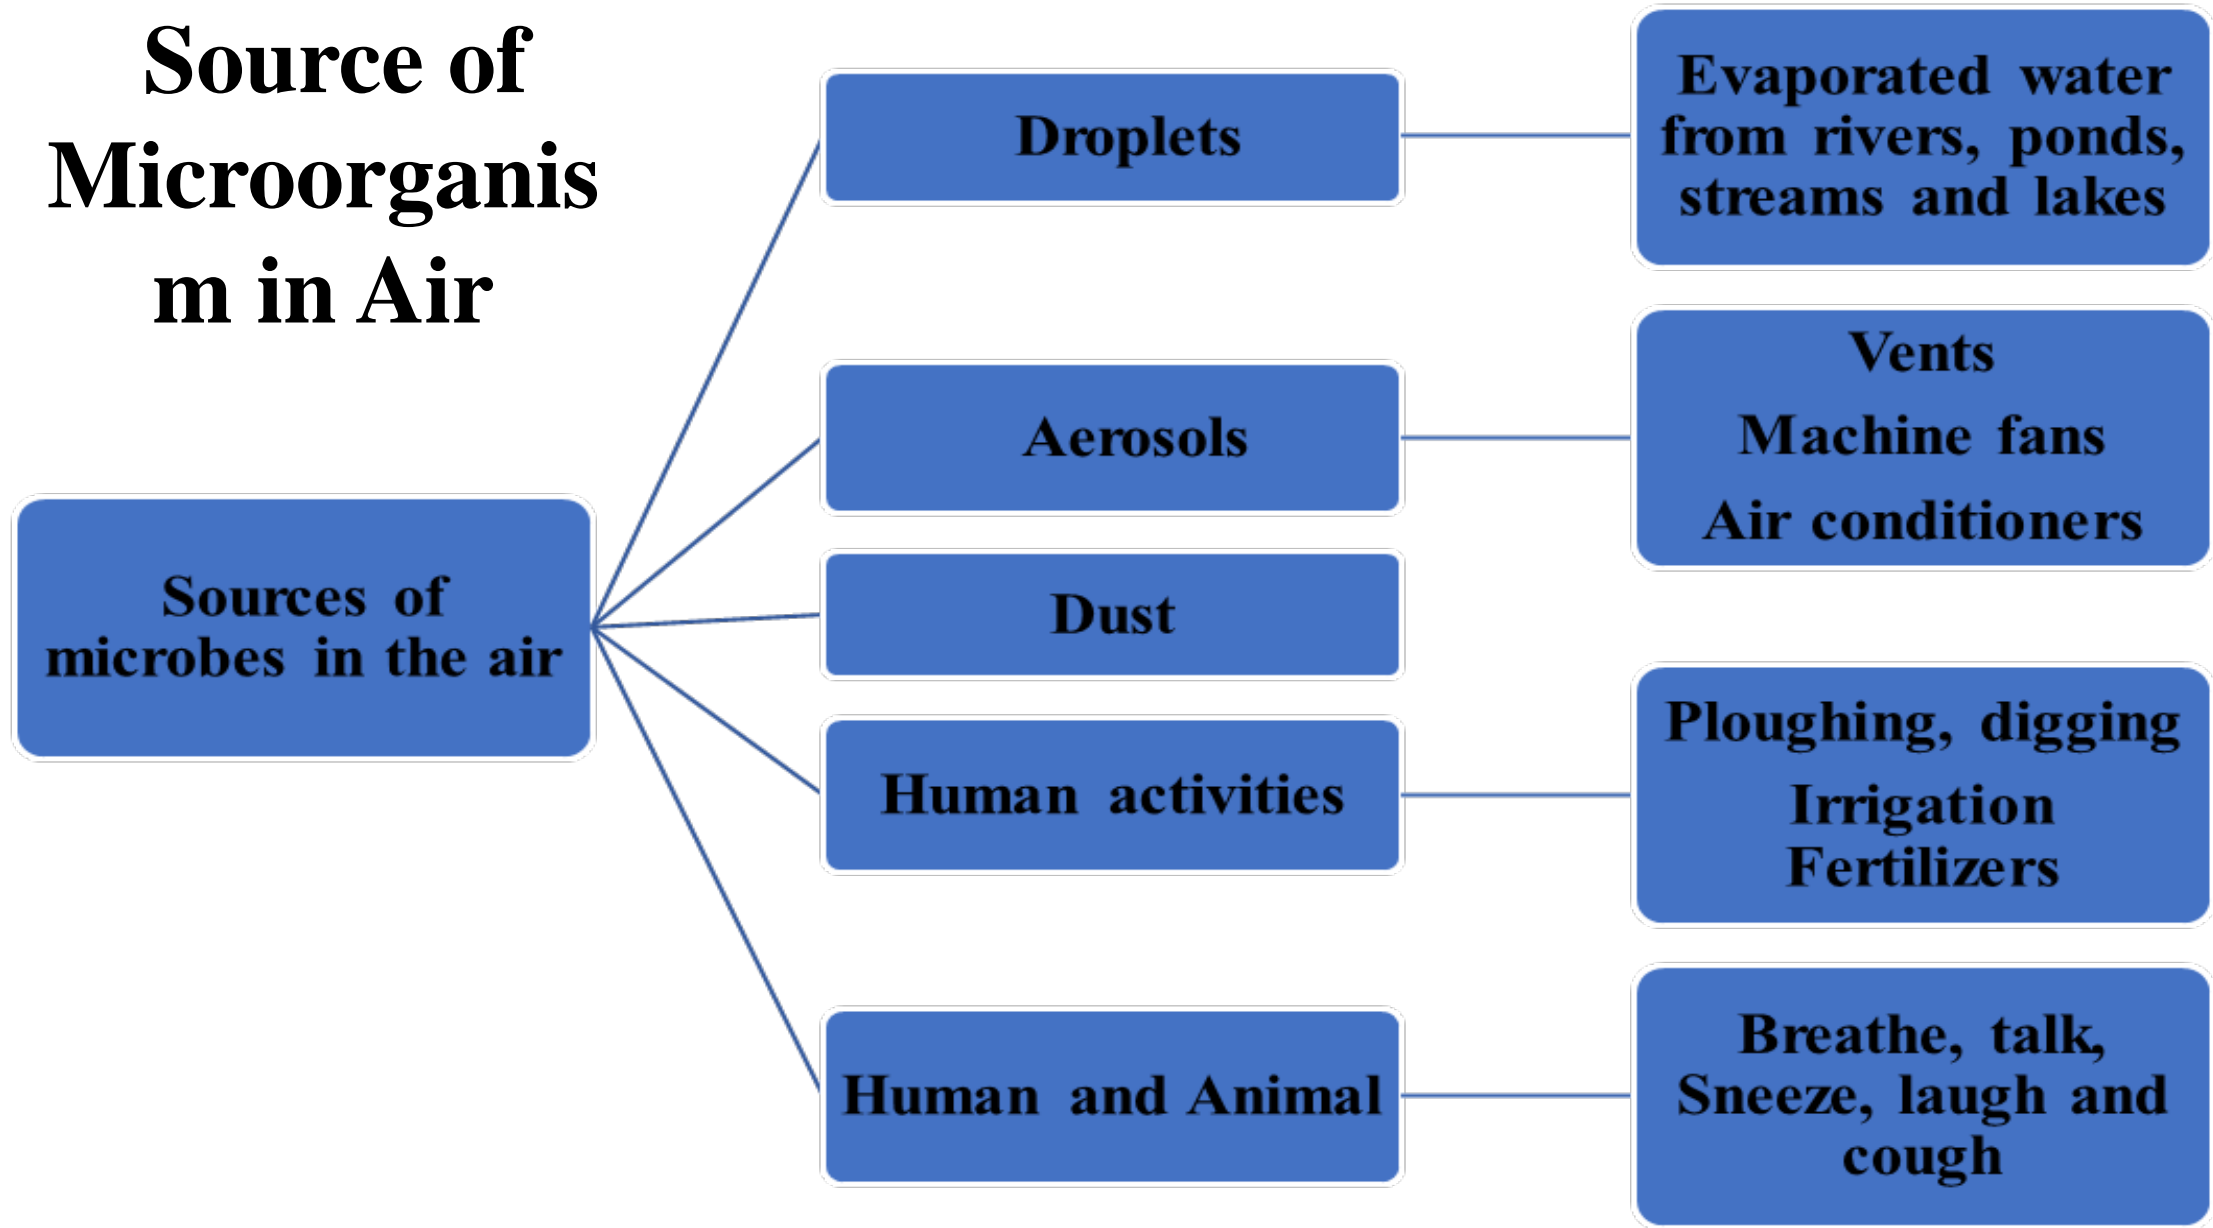 Source of
Microorganis
m in Air
Sources of
microbes in the air
Droplets
Evaporated water
from rivers, ponds,
streams and lakes
Aerosols
Vents
Machine fans
Air conditioners
Dust
Human activities
Ploughing, digging
Irrigation
Fertilizers
Human and Animal
Breathe, talk,
Sneeze, laugh and
cough